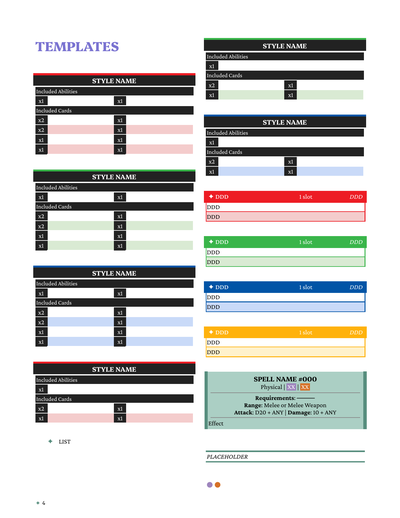 TEMPLATES
STYLE NAME
Included Abilities
x1 x1
Included Cards
x2 x1
x2 x1
x1 x1
x1 x1
STYLE NAME
Included Abilities
x1 x1
Included Cards
x2 x1
x2 x1
x1 x1
x1 x1
STYLE NAME
Included Abilities
x1 x1
Included Cards
x2 x1
x2 x1
x1 x1
x1 x1
STYLE NAME
Included Abilities
x1
Included Cards
x2 x1
x1 x1
✦ LIST
STYLE NAME
Included Abilities
x1
Included Cards
x2 x1
x1 x1
STYLE NAME
Included Abilities
x1
Included Cards
x2 x1
x1 x1
✦ DDD 1 slot DDD
DDD
DDD
✦ DDD 1 slot DDD
DDD
DDD
✦ DDD 1 slot DDD
DDD
DDD
✦ DDD 1 slot DDD
DDD
DDD
SPELL NAME #000
Physical | XX | XX
Requirements: ———
Range: Melee or Melee Weapon
Attack: D20 + ANY | Damage: 10 + ANY
Effect
PLACEHOLDER
✦ 4